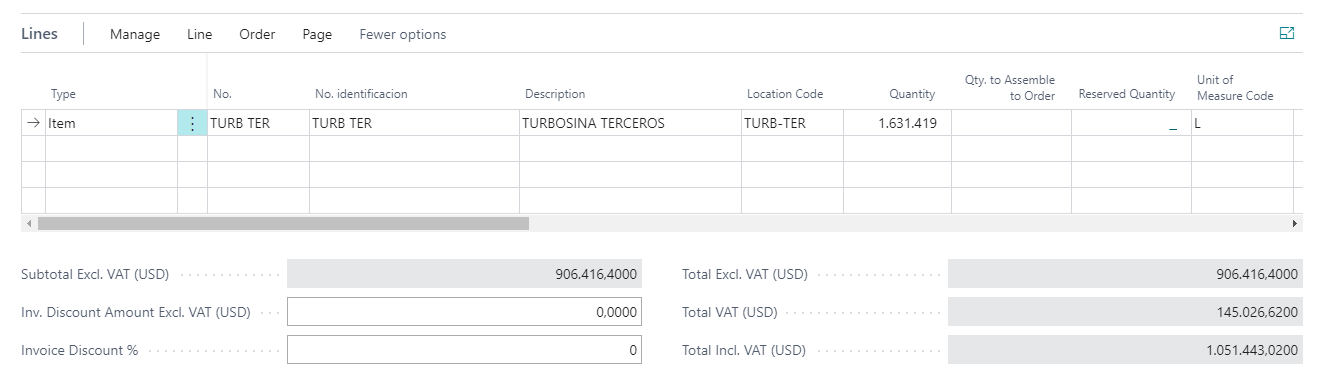 Lines Manage Line Order Page Fewer options
Type No. No. identificacion Description Location Code Quantity Qty. to Assemble to Order Reserved Quantity Unit of Measure Code
Item TURB TER TURB TER TURBOSINA TERCEROS TURB-TER 1.631.419 _ L
Subtotal Excl. VAT (USD) 906.416,4000 Total Excl. VAT (USD) 906.416,4000
Inv. Discount Amount Excl. VAT (USD) 0,0000 Total VAT (USD) 145.026,6200
Invoice Discount % 0 Total Incl. VAT (USD) 1.051.443,0200